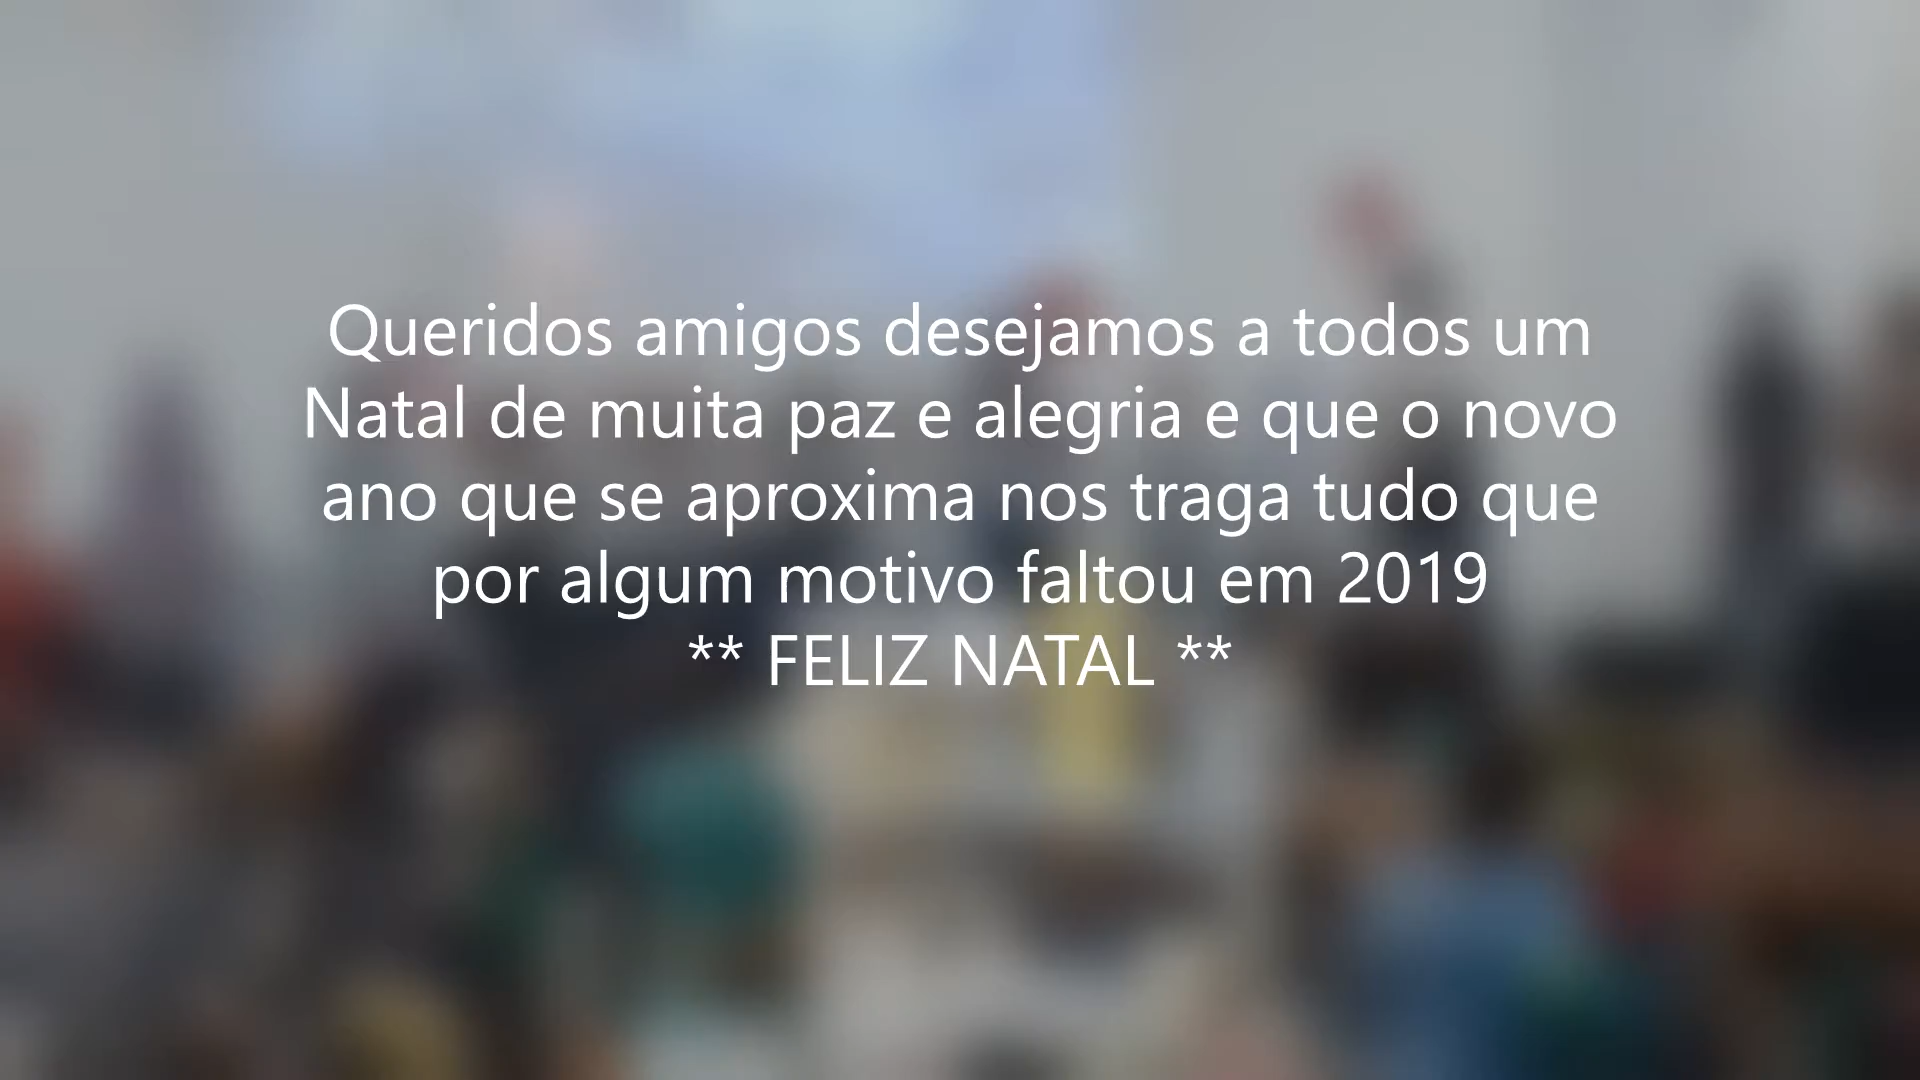 Queridos amigos desejamos a todos um
Natal de muita paz e alegria e que o novo
ano que se aproxima nos traga tudo que
por algum motivo faltou em 2019
** FELIZ NATAL **